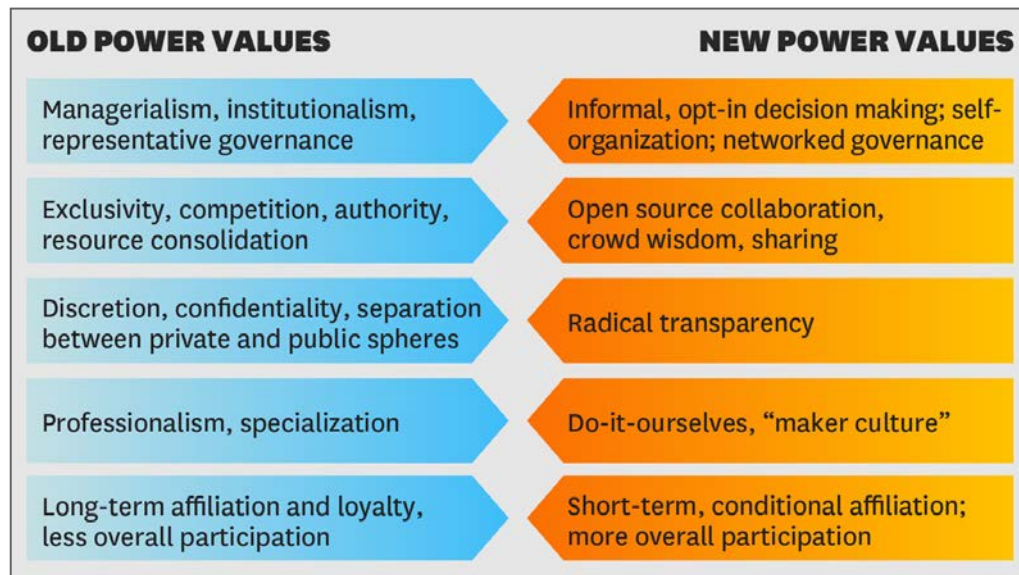 OLD POWER VALUES
NEW POWER VALUES
Managerialism, institutionalism,
representative governance
Informal, opt-in decision making; self-
organization; networked governance
Exclusivity, competition, authority,
resource consolidation
Open source collaboration,
crowd wisdom, sharing
Discretion, confidentiality, separation
between private and public spheres
Radical transparency
Professionalism, specialization
Do-it-ourselves, “maker culture”
Long-term affiliation and loyalty,
less overall participation
Short-term, conditional affiliation;
more overall participation